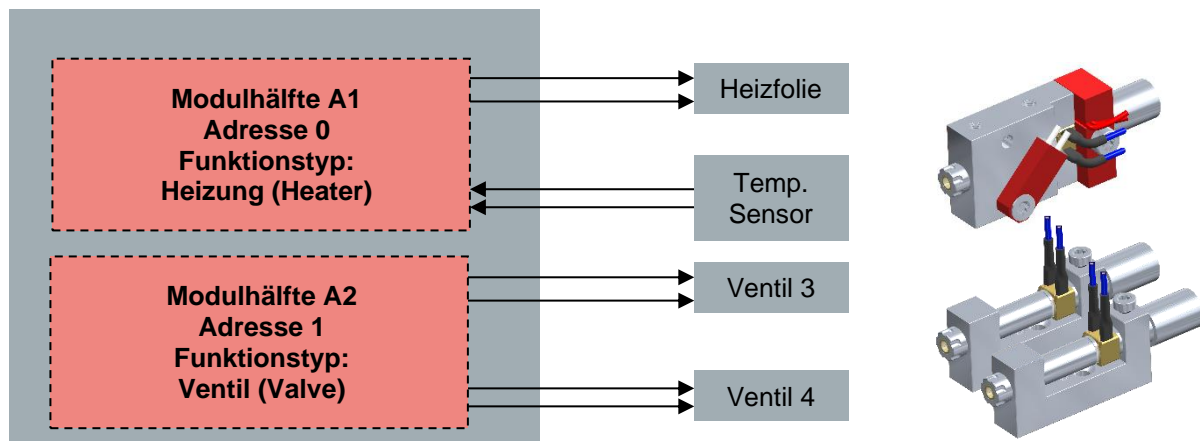 Modulhälfte A1
Adresse 0
Funktionstyp:
Heizung (Heater)
Heizfolie
Temp.
Sensor
Modulhälfte A2
Adresse 1
Funktionstyp:
Ventil (Valve)
Ventil 3
Ventil 4